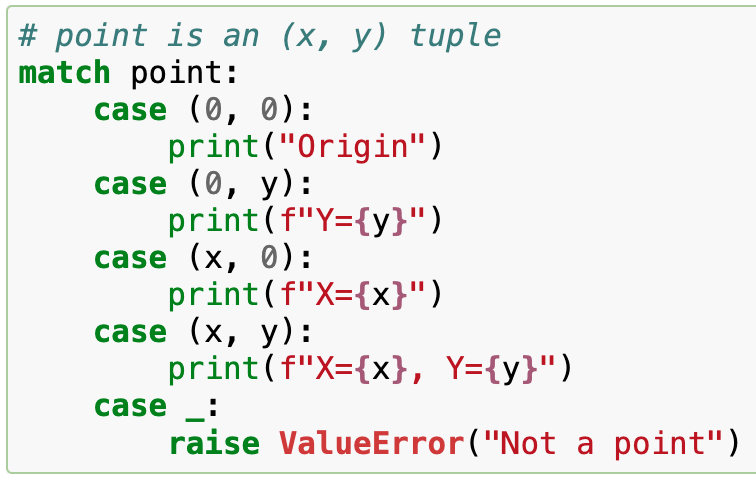 # point is an (x, y) tuple
match point:
    case (0, 0):
        print("Origin")
    case (0, y):
        print(f"Y={y}")
    case (x, 0):
        print(f"X={x}")
    case (x, y):
        print(f"X={x}, Y={y}")
    case _:
        raise ValueError("Not a point")